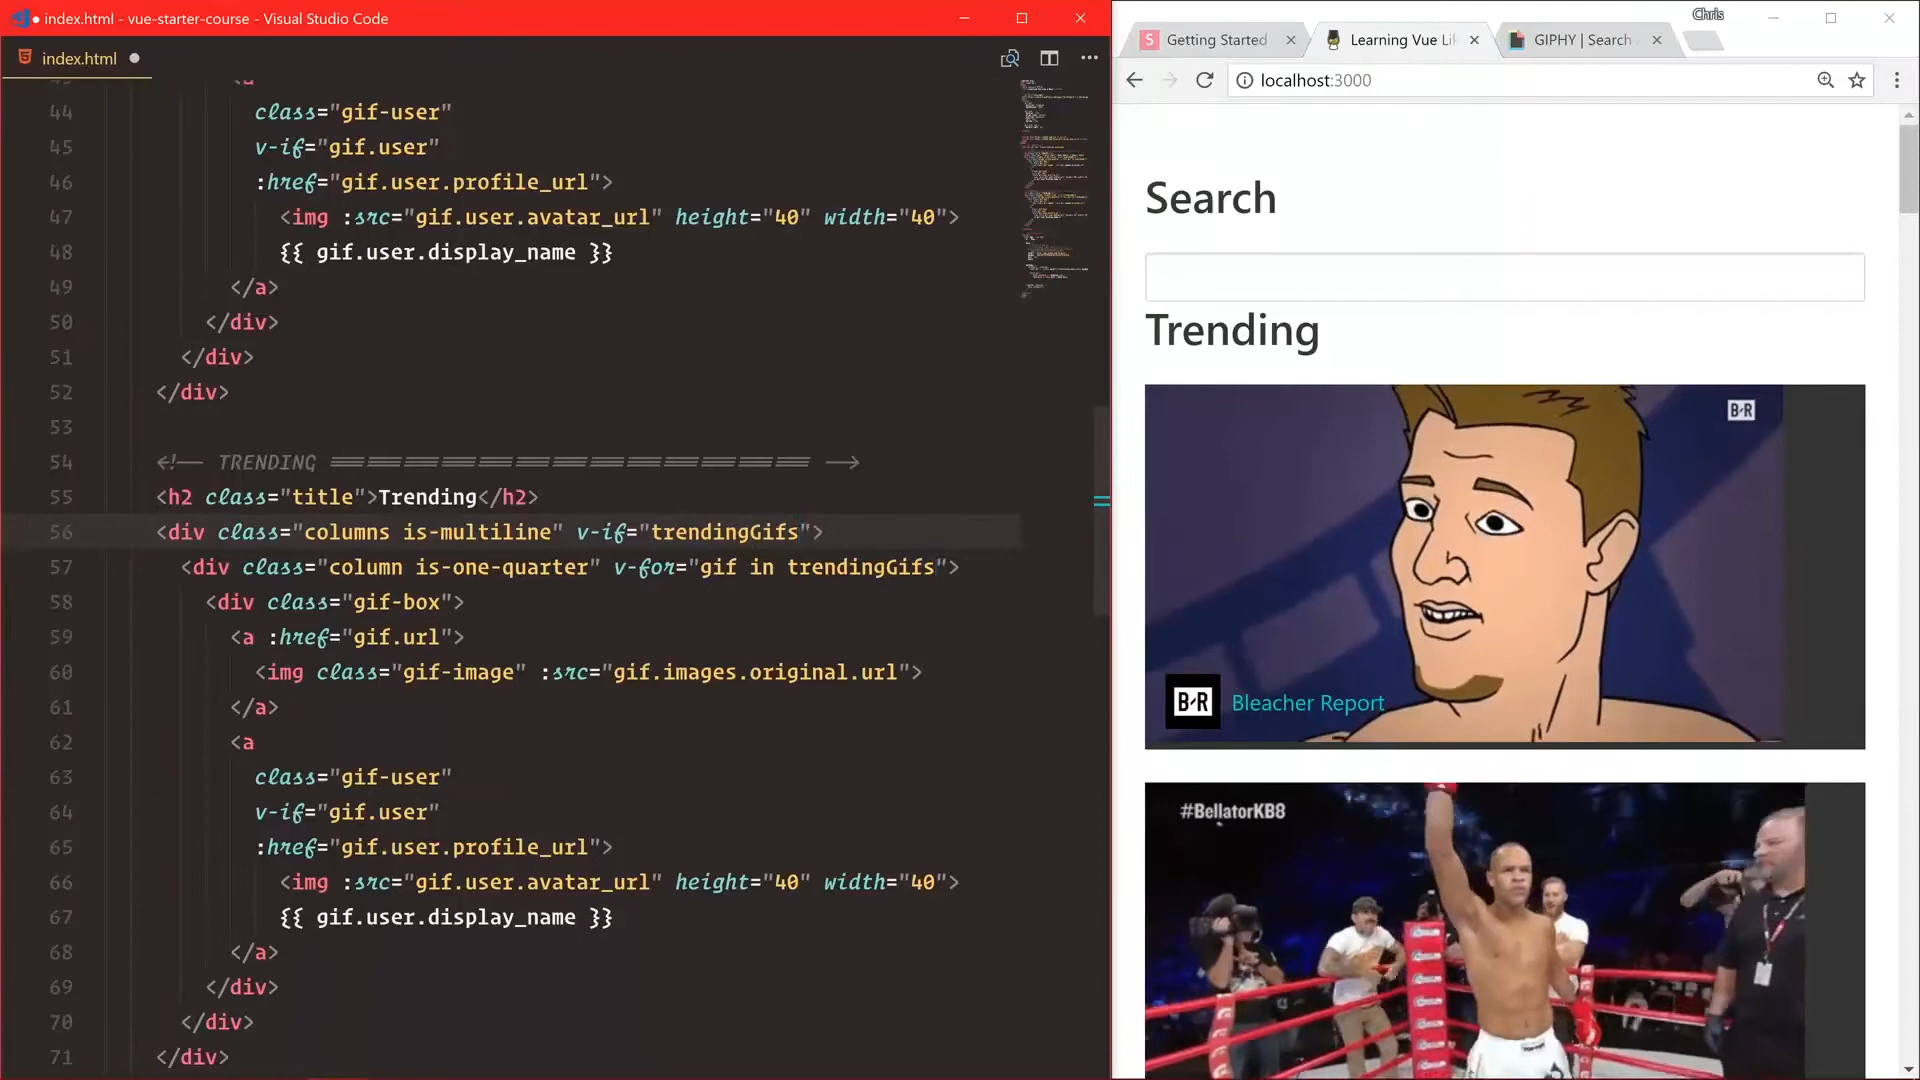 index.html - vue-starter-course - Visual Studio Code
index.html
44 class="gif-user"
45 v-if="gif.user"
46 :href="gif.user.profile_url">
47 <img :src="gif.user.avatar_url" height="40" width="40">
48 {{ gif.user.display_name }}
49 </a>
50 </div>
51 </div>
52 </div>
53
54 <!-- TRENDING ========================== -->
55 <h2 class="title">Trending</h2>
56 <div class="columns is-multiline" v-if="trendingGifs">
57 <div class="column is-one-quarter" v-for="gif in trendingGifs">
58 <div class="gif-box">
59 <a :href="gif.url">
60 <img class="gif-image" :src="gif.images.original.url">
61 </a>
62 <a
63 class="gif-user"
64 v-if="gif.user"
65 :href="gif.user.profile_url">
66 <img :src="gif.user.avatar_url" height="40" width="40">
67 {{ gif.user.display_name }}
68 </a>
69 </div>
70 </div>
71 </div>
Chris
Getting Started
Learning Vue Li
GIPHY | Search
localhost:3000
Search
Trending
B/R
B/R Bleacher Report
#BellatorKB8